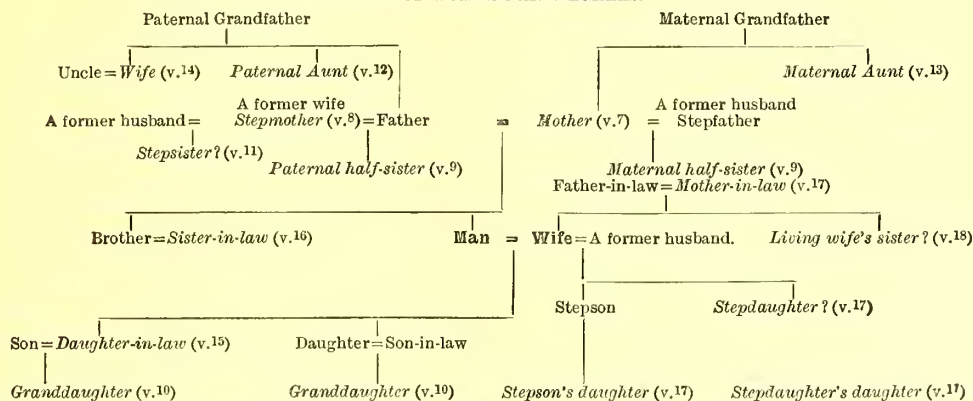 Paternal Grandfather Maternal Grandfather
Uncle = Wife (v.14) Paternal Aunt (v.12) Maternal Aunt (v.13)
A former wife A former husband
A former husband = Stepmother (v.8) = Father = Mother (v.7) = Stepfather
Stepsister? (v.11) Paternal half-sister (v.9) Maternal half-sister (v.9)
Father-in-law = Mother-in-law (v.17)
Brother = Sister-in-law (v.16) Man = Wife = A former husband. Living wife's sister? (v.18)
Stepson Stepdaughter? (v.17)
Son = Daughter-in-law (v.15) Daughter = Son-in-law
Granddaughter (v.10) Granddaughter (v.10) Stepson's daughter (v.17) Stepdaughter's daughter (v.17)